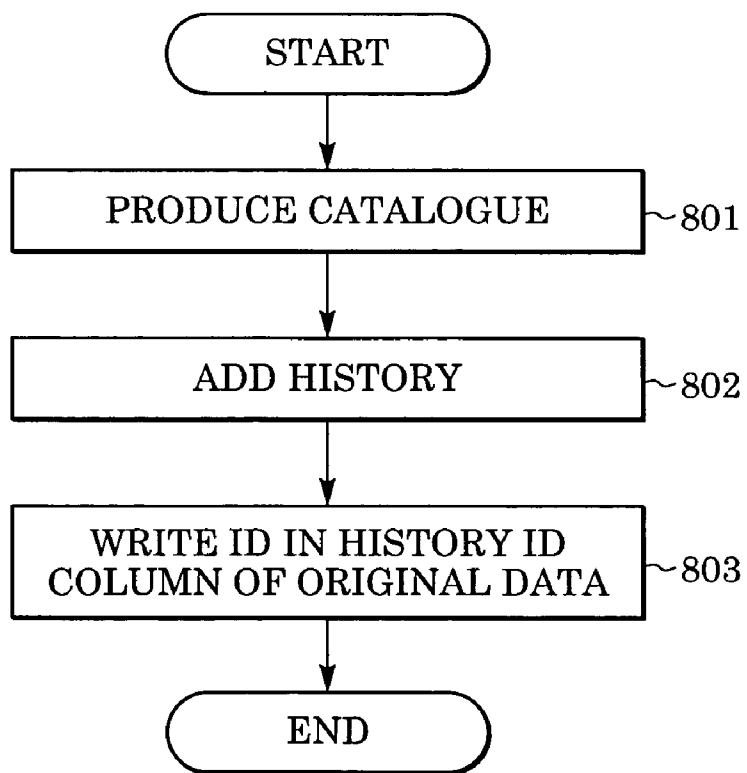 START
PRODUCE CATALOGUE
801
ADD HISTORY
802
WRITE ID IN HISTORY ID
COLUMN OF ORIGINAL DATA
803
END